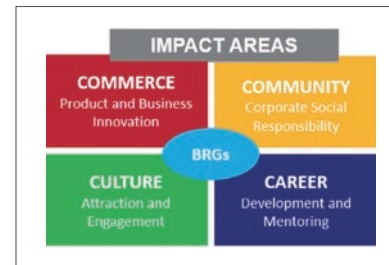 IMPACT AREAS
COMMERCE
Product and Business
Innovation
COMMUNITY
Corporate Social
Responsibility
BRGs
CULTURE
Attraction and
Engagement
CAREER
Development and
Mentoring